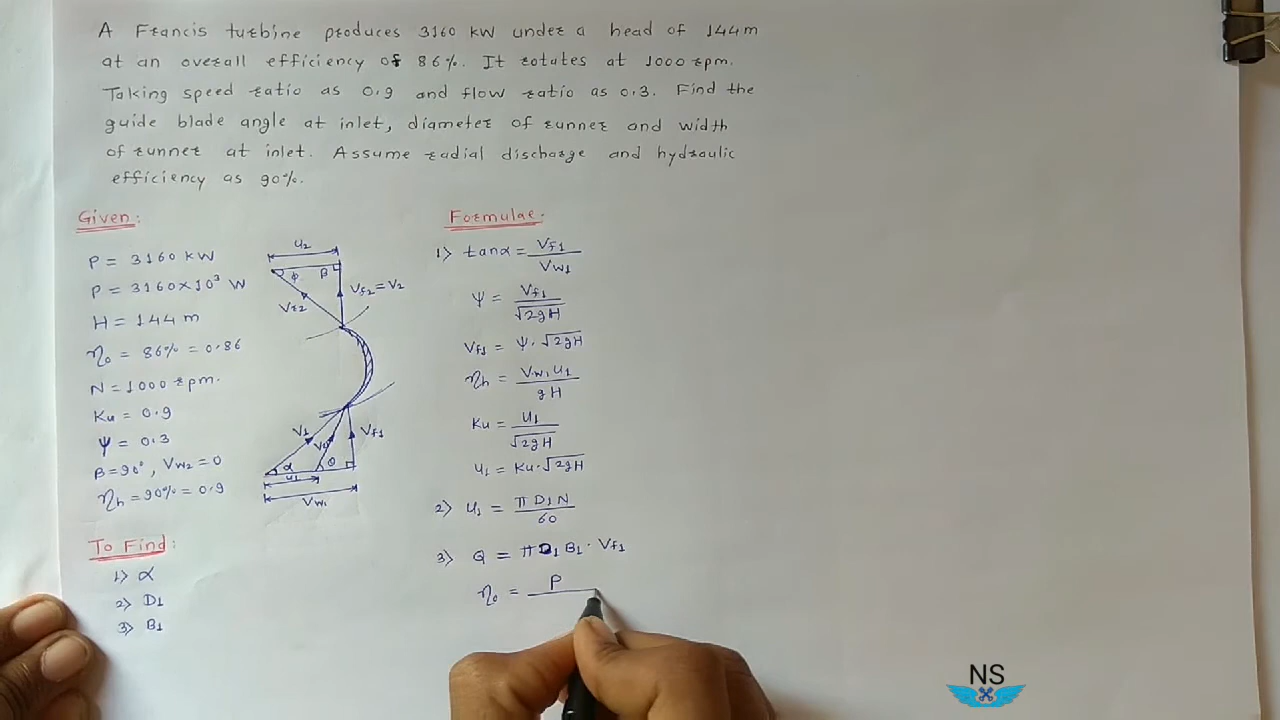 A Francis turbine produces 3160 kW under a head of 144m
at an overall efficiency of 86%. It rotates at 1000 rpm.
Taking speed ratio as 0.9 and flow ratio as 0.3. Find the
guide blade angle at inlet, diameter of runner and width
of runner at inlet. Assume radial discharge and hydraulic
efficiency as 90%.
Given:
P = 3160 kW
P = 3160×10³ W
H = 144 m
η₀ = 86% = 0.86
N = 1000 rpm.
Ku = 0.9
Ψ = 0.3
β = 90°, Vw₂ = 0
ηh = 90% = 0.9
To Find:
1) α
2) D₁
3) B₁
u₂
φ β
Vr₂
Vf₂ = V₂
V₁
Vf₁
α θ
u₁
Vw₁
Formulae:
1) tanα = Vf₁ / Vw₁
Ψ = Vf₁ / √2gH
Vf₁ = Ψ · √2gH
ηh = Vw₁ u₁ / gH
Ku = u₁ / √2gH
u₁ = Ku · √2gH
2) u₁ = π D₁ N / 60
3) Q = π D₁ B₁ · Vf₁
η₀ = P
NS